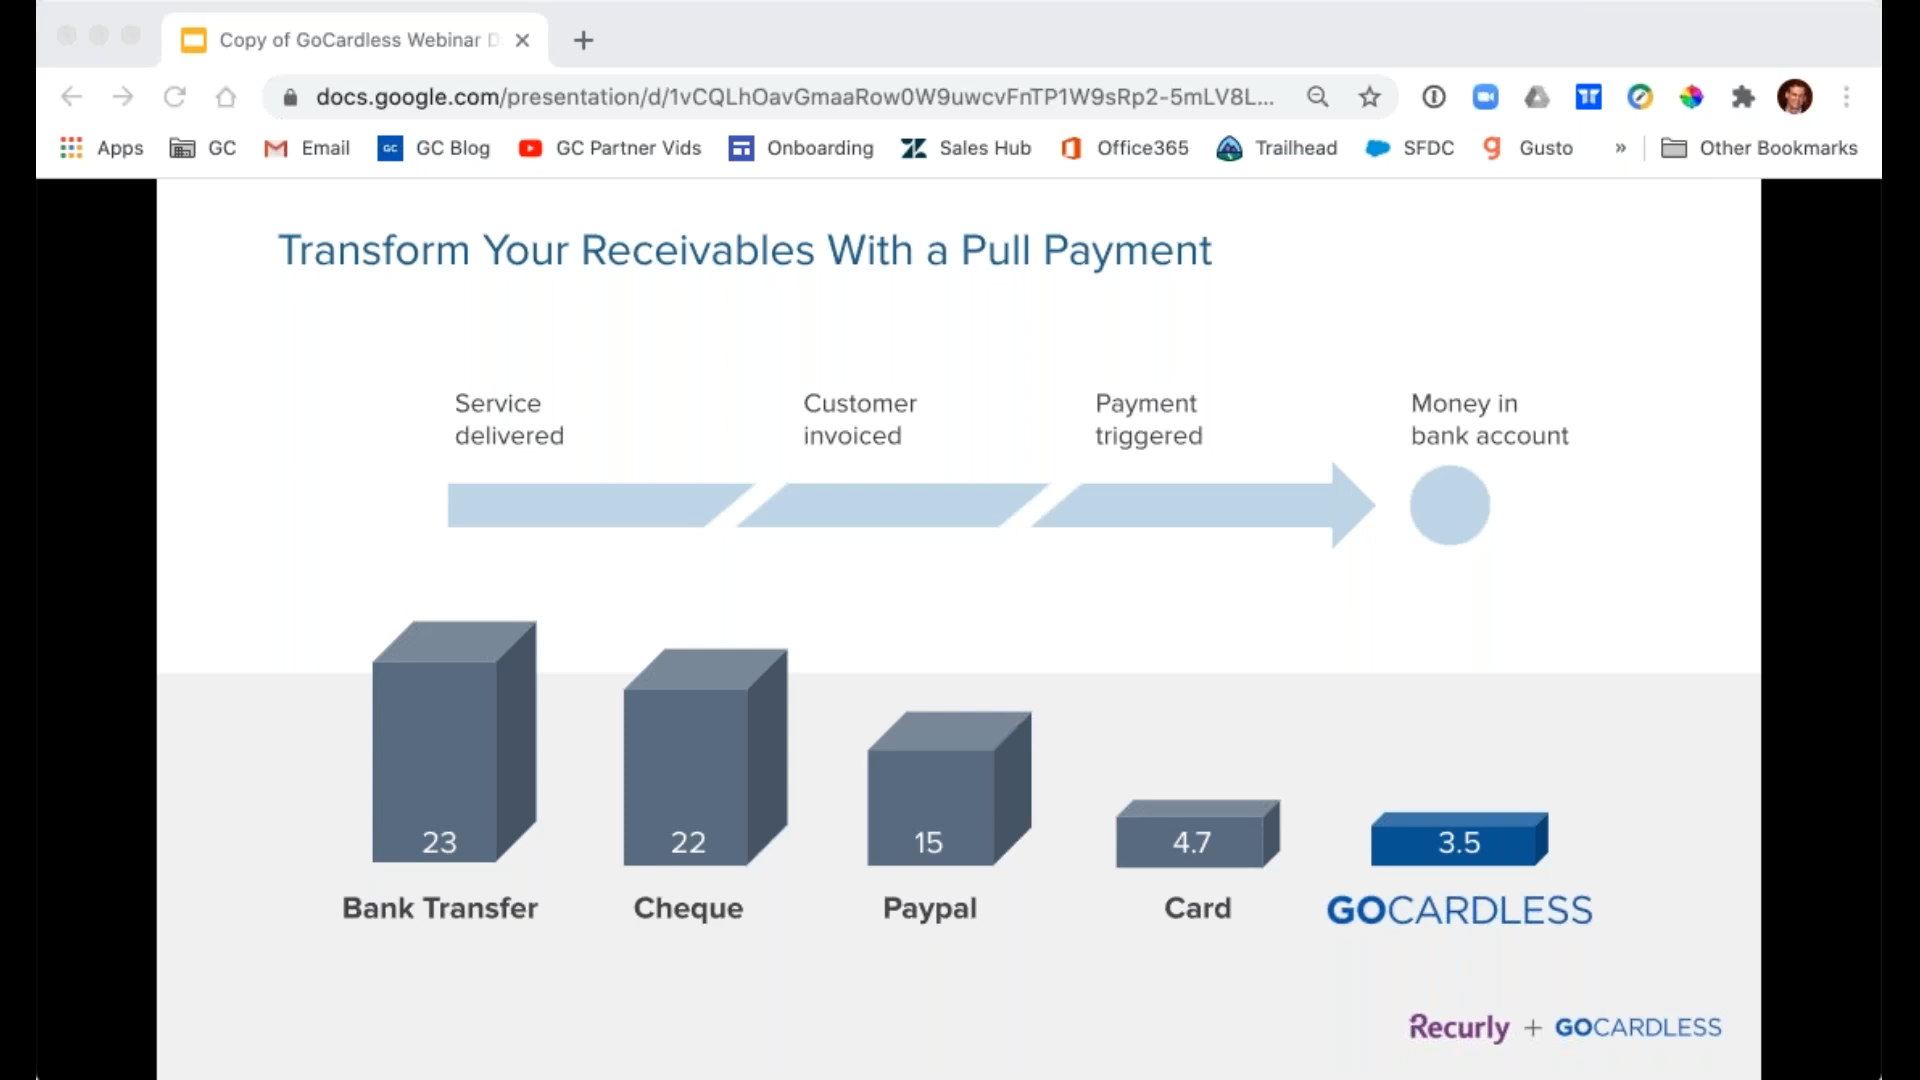 Copy of GoCardless Webinar D
docs.google.com/presentation/d/1vCQLhOavGmaaRow0W9uwcvFnTP1W9sRp2-5mLV8L...
Apps GC Email GC GC Blog GC Partner Vids Onboarding Sales Hub Office365 Trailhead SFDC Gusto » Other Bookmarks
Transform Your Receivables With a Pull Payment
Service
delivered
Customer
invoiced
Payment
triggered
Money in
bank account
23
22
15
4.7
3.5
Bank Transfer
Cheque
Paypal
Card
GOCARDLESS
Recurly + GOCARDLESS